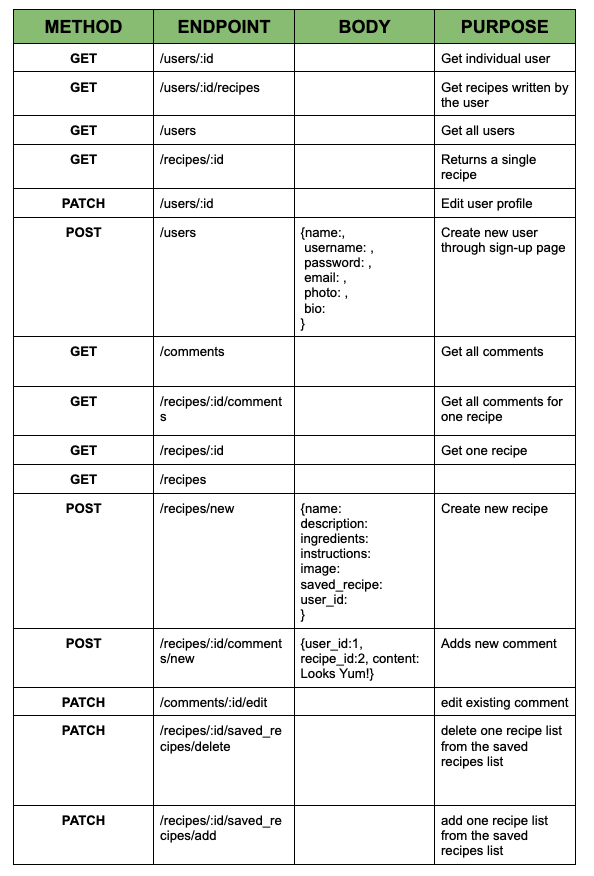 METHOD ENDPOINT BODY PURPOSE
GET /users/:id Get individual user
GET /users/:id/recipes Get recipes written by
the user
GET /users Get all users
GET /recipes/:id Returns a single
recipe
PATCH /users/:id Edit user profile
POST /users {name:, Create new user
username: , through sign-up page
password: ,
email: ,
photo: ,
bio:
}
GET /comments Get all comments
GET /recipes/:id/comment Get all comments for
s one recipe
GET /recipes/:id Get one recipe
GET /recipes
POST /recipes/new {name: Create new recipe
description:
ingredients:
instructions:
image:
saved_recipe:
user_id:
}
POST /recipes/:id/comment {user_id:1, Adds new comment
s/new recipe_id:2, content:
Looks Yum!}
PATCH /comments/:id/edit edit existing comment
PATCH /recipes/:id/saved_re delete one recipe list
cipes/delete from the saved
recipes list
PATCH /recipes/:id/saved_re add one recipe list
cipes/add from the saved
recipes list